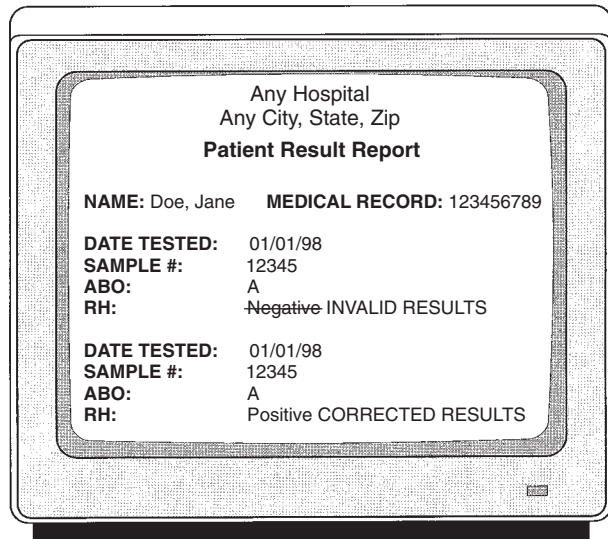 Any Hospital
Any City, State, Zip
Patient Result Report
NAME: Doe, Jane MEDICAL RECORD: 123456789
DATE TESTED: 01/01/98
SAMPLE #: 12345
ABO: A
RH: Negative INVALID RESULTS
DATE TESTED: 01/01/98
SAMPLE #: 12345
ABO: A
RH: Positive CORRECTED RESULTS